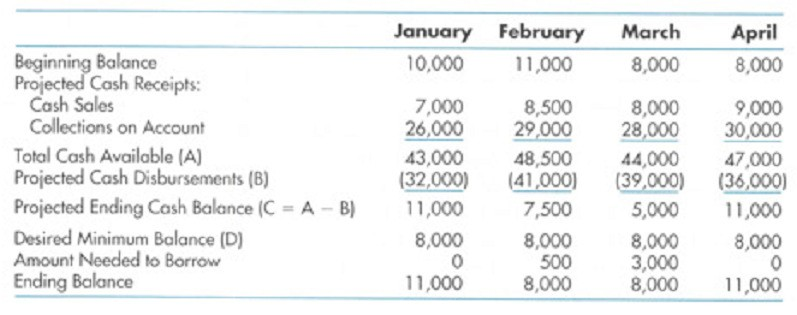 January February March April
Beginning Balance 10,000 11,000 8,000 8,000
Projected Cash Receipts:
Cash Sales 7,000 8,500 8,000 9,000
Collections on Account 26,000 29,000 28,000 30,000
Total Cash Available (A) 43,000 48,500 44,000 47,000
Projected Cash Disbursements (B) (32,000) (41,000) (39,000) (36,000)
Projected Ending Cash Balance (C = A – B) 11,000 7,500 5,000 11,000
Desired Minimum Balance (D) 8,000 8,000 8,000 8,000
Amount Needed to Borrow 0 500 3,000 0
Ending Balance 11,000 8,000 8,000 11,000